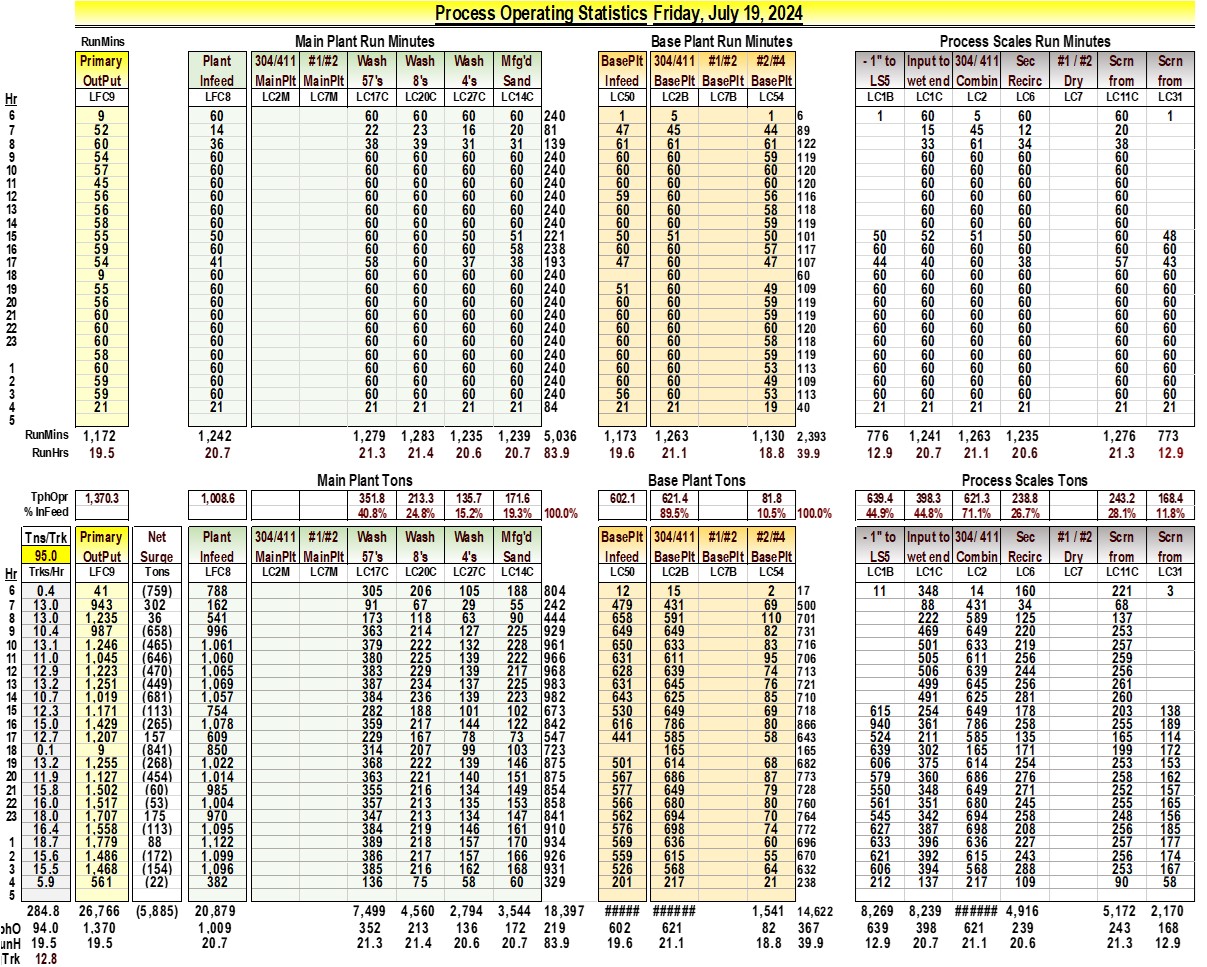 Process Operating Statistics Friday, July 19, 2024
RunMins Main Plant Run Minutes Base Plant Run Minutes Process Scales Run Minutes
Primary Plant 304/411 #1/#2 Wash Wash Wash Mfg'd BasePlt 304/411 #1/#2 #2/#4 - 1" to Input to 304/ 411 Sec #1 / #2 Scrn Scrn
OutPut Infeed MainPlt MainPlt 57's 8's 4's Sand Infeed BasePlt BasePlt BasePlt LS5 wet end Combin Recirc Dry from from
Hr LFC9 LFC8 LC2M LC7M LC17C LC20C LC27C LC14C LC50 LC2B LC7B LC54 LC1B LC1C LC2 LC6 LC7 LC11C LC31
6 9 60 60 60 60 60 240 1 5 1 6 1 60 5 60 60 1
7 52 14 22 23 16 20 81 47 45 44 89 15 45 12 20
8 60 36 38 39 31 31 139 61 61 61 122 33 61 34 38
9 54 60 60 60 60 60 240 60 60 59 119 60 60 60 60
10 57 60 60 60 60 60 240 60 60 60 120 60 60 60 60
11 45 60 60 60 60 60 240 60 60 60 120 60 60 60 60
12 56 60 60 60 60 60 240 59 60 56 116 60 60 60 60
13 56 60 60 60 60 60 240 60 60 58 118 60 60 60 60
14 58 60 60 60 60 60 240 60 60 59 119 60 60 60 60
15 55 50 60 60 50 51 221 50 51 50 101 50 52 51 50 60 48
16 59 60 60 60 60 58 238 60 60 57 117 60 60 60 60 60 60
17 54 41 58 60 37 38 193 47 60 47 107 44 40 60 38 57 43
18 9 60 60 60 60 60 240 60 60 60 60 60 60 60 60
19 55 60 60 60 60 60 240 51 60 49 109 60 60 60 60 60 60
20 56 60 60 60 60 60 240 60 60 59 119 60 60 60 60 60 60
21 60 60 60 60 60 60 240 60 60 59 119 60 60 60 60 60 60
22 60 60 60 60 60 60 240 60 60 60 120 60 60 60 60 60 60
23 60 60 60 60 60 60 240 60 60 58 118 60 60 60 60 60 60
58 60 60 60 60 60 240 60 60 59 119 60 60 60 60 60 60
1 60 60 60 60 60 60 240 60 60 53 113 60 60 60 60 60 60
2 59 60 60 60 60 60 240 60 60 49 109 60 60 60 60 60 60
3 59 60 60 60 60 60 240 56 60 53 113 60 60 60 60 60 60
4 21 21 21 21 21 21 84 21 21 19 40 21 21 21 21 21 21
5
RunMins 1,172 1,242 1,279 1,283 1,235 1,239 5,036 1,173 1,263 1,130 2,393 776 1,241 1,263 1,235 1,276 773
RunHrs 19.5 20.7 21.3 21.4 20.6 20.7 83.9 19.6 21.1 18.8 39.9 12.9 20.7 21.1 20.6 21.3 12.9
Main Plant Tons Base Plant Tons Process Scales Tons
TphOpr 1,370.3 1,008.6 351.8 213.3 135.7 171.6 602.1 621.4 81.8 639.4 398.3 621.3 238.8 243.2 168.4
% InFeed 40.8% 24.8% 15.2% 19.3% 100.0% 89.5% 10.5% 100.0% 44.9% 44.8% 71.1% 26.7% 28.1% 11.8%
Tns/Trk Primary Net Plant 304/411 #1/#2 Wash Wash Wash Mfg'd BasePlt 304/411 #1/#2 #2/#4 - 1" to Input to 304/ 411 Sec #1 / #2 Scrn Scrn
95.0 OutPut Surge Infeed MainPlt MainPlt 57's 8's 4's Sand Infeed BasePlt BasePlt BasePlt LS5 wet end Combin Recirc Dry from from
Hr Trks/Hr LFC9 Tons LFC8 LC2M LC7M LC17C LC20C LC27C LC14C LC50 LC2B LC7B LC54 LC1B LC1C LC2 LC6 LC7 LC11C LC31
6 0.4 41 (759) 788 305 206 105 188 804 12 15 2 17 11 348 14 160 221 3
7 13.0 943 302 162 91 67 29 55 242 479 431 69 500 88 431 34 68
8 13.0 1,235 36 541 173 118 63 90 444 658 591 110 701 222 589 125 137
9 10.4 987 (658) 996 363 214 127 225 929 649 649 82 731 469 649 220 253
10 13.1 1,246 (465) 1,061 379 222 132 228 961 650 633 83 716 501 633 219 257
11 11.0 1,045 (646) 1,060 380 225 139 222 966 631 611 95 706 505 611 256 259
12 12.9 1,223 (470) 1,065 383 229 139 217 968 628 639 74 713 506 639 244 256
13 13.2 1,251 (449) 1,069 387 234 137 225 983 631 645 76 721 499 645 256 261
14 10.7 1,019 (681) 1,057 384 236 139 223 982 643 625 85 710 491 625 281 260
15 12.3 1,171 (113) 754 282 188 101 102 673 530 649 69 718 615 254 649 178 203 138
16 15.0 1,429 (265) 1,078 359 217 144 122 842 616 786 80 866 940 361 786 258 255 189
17 12.7 1,207 157 609 229 167 78 73 547 441 585 58 643 524 211 585 135 165 114
18 0.1 9 (841) 850 314 207 99 103 723 165 165 639 302 165 171 199 172
19 13.2 1,255 (268) 1,022 368 222 139 146 875 501 614 68 682 606 375 614 254 253 153
20 11.9 1,127 (454) 1,014 363 221 140 151 875 567 686 87 773 579 360 686 276 258 162
21 15.8 1,502 (60) 985 355 216 134 149 854 577 649 79 728 550 348 649 271 252 157
22 16.0 1,517 (53) 1,004 357 213 135 153 858 566 680 80 760 561 351 680 245 255 165
23 18.0 1,707 175 970 347 213 134 147 841 562 694 70 764 545 342 694 258 248 156
16.4 1,558 (113) 1,095 384 219 146 161 910 576 698 74 772 627 387 698 208 256 185
1 18.7 1,779 88 1,122 389 218 157 170 934 569 636 60 696 633 396 636 227 257 177
2 15.6 1,486 (172) 1,099 386 217 157 166 926 559 615 55 670 621 392 615 243 256 174
3 15.5 1,468 (154) 1,096 385 216 162 168 931 526 568 64 632 606 394 568 288 253 167
4 5.9 561 (22) 382 136 75 58 60 329 201 217 21 238 212 137 217 109 90 58
5
284.8 26,766 (5,885) 20,879 7,499 4,560 2,794 3,544 18,397 ##### ###### 1,541 14,622 8,269 8,239 ###### 4,916 5,172 2,170
phO 94.0 1,370 1,009 352 213 136 172 219 602 621 82 367 639 398 621 239 243 168
unH 19.5 19.5 20.7 21.3 21.4 20.6 20.7 83.9 19.6 21.1 18.8 39.9 12.9 20.7 21.1 20.6 21.3 12.9
Trk 12.8